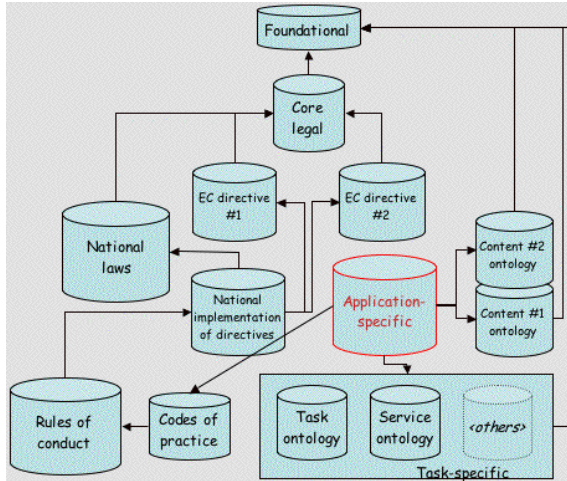 Foundational
Core
legal
EC directive
#1
EC directive
#2
National
laws
Content #2
ontology
National
implementation
of directives
Application-
specific
Content #1
ontology
Rules of
conduct
Codes of
practice
Task
ontology
Service
ontology
<others>
Task-specific